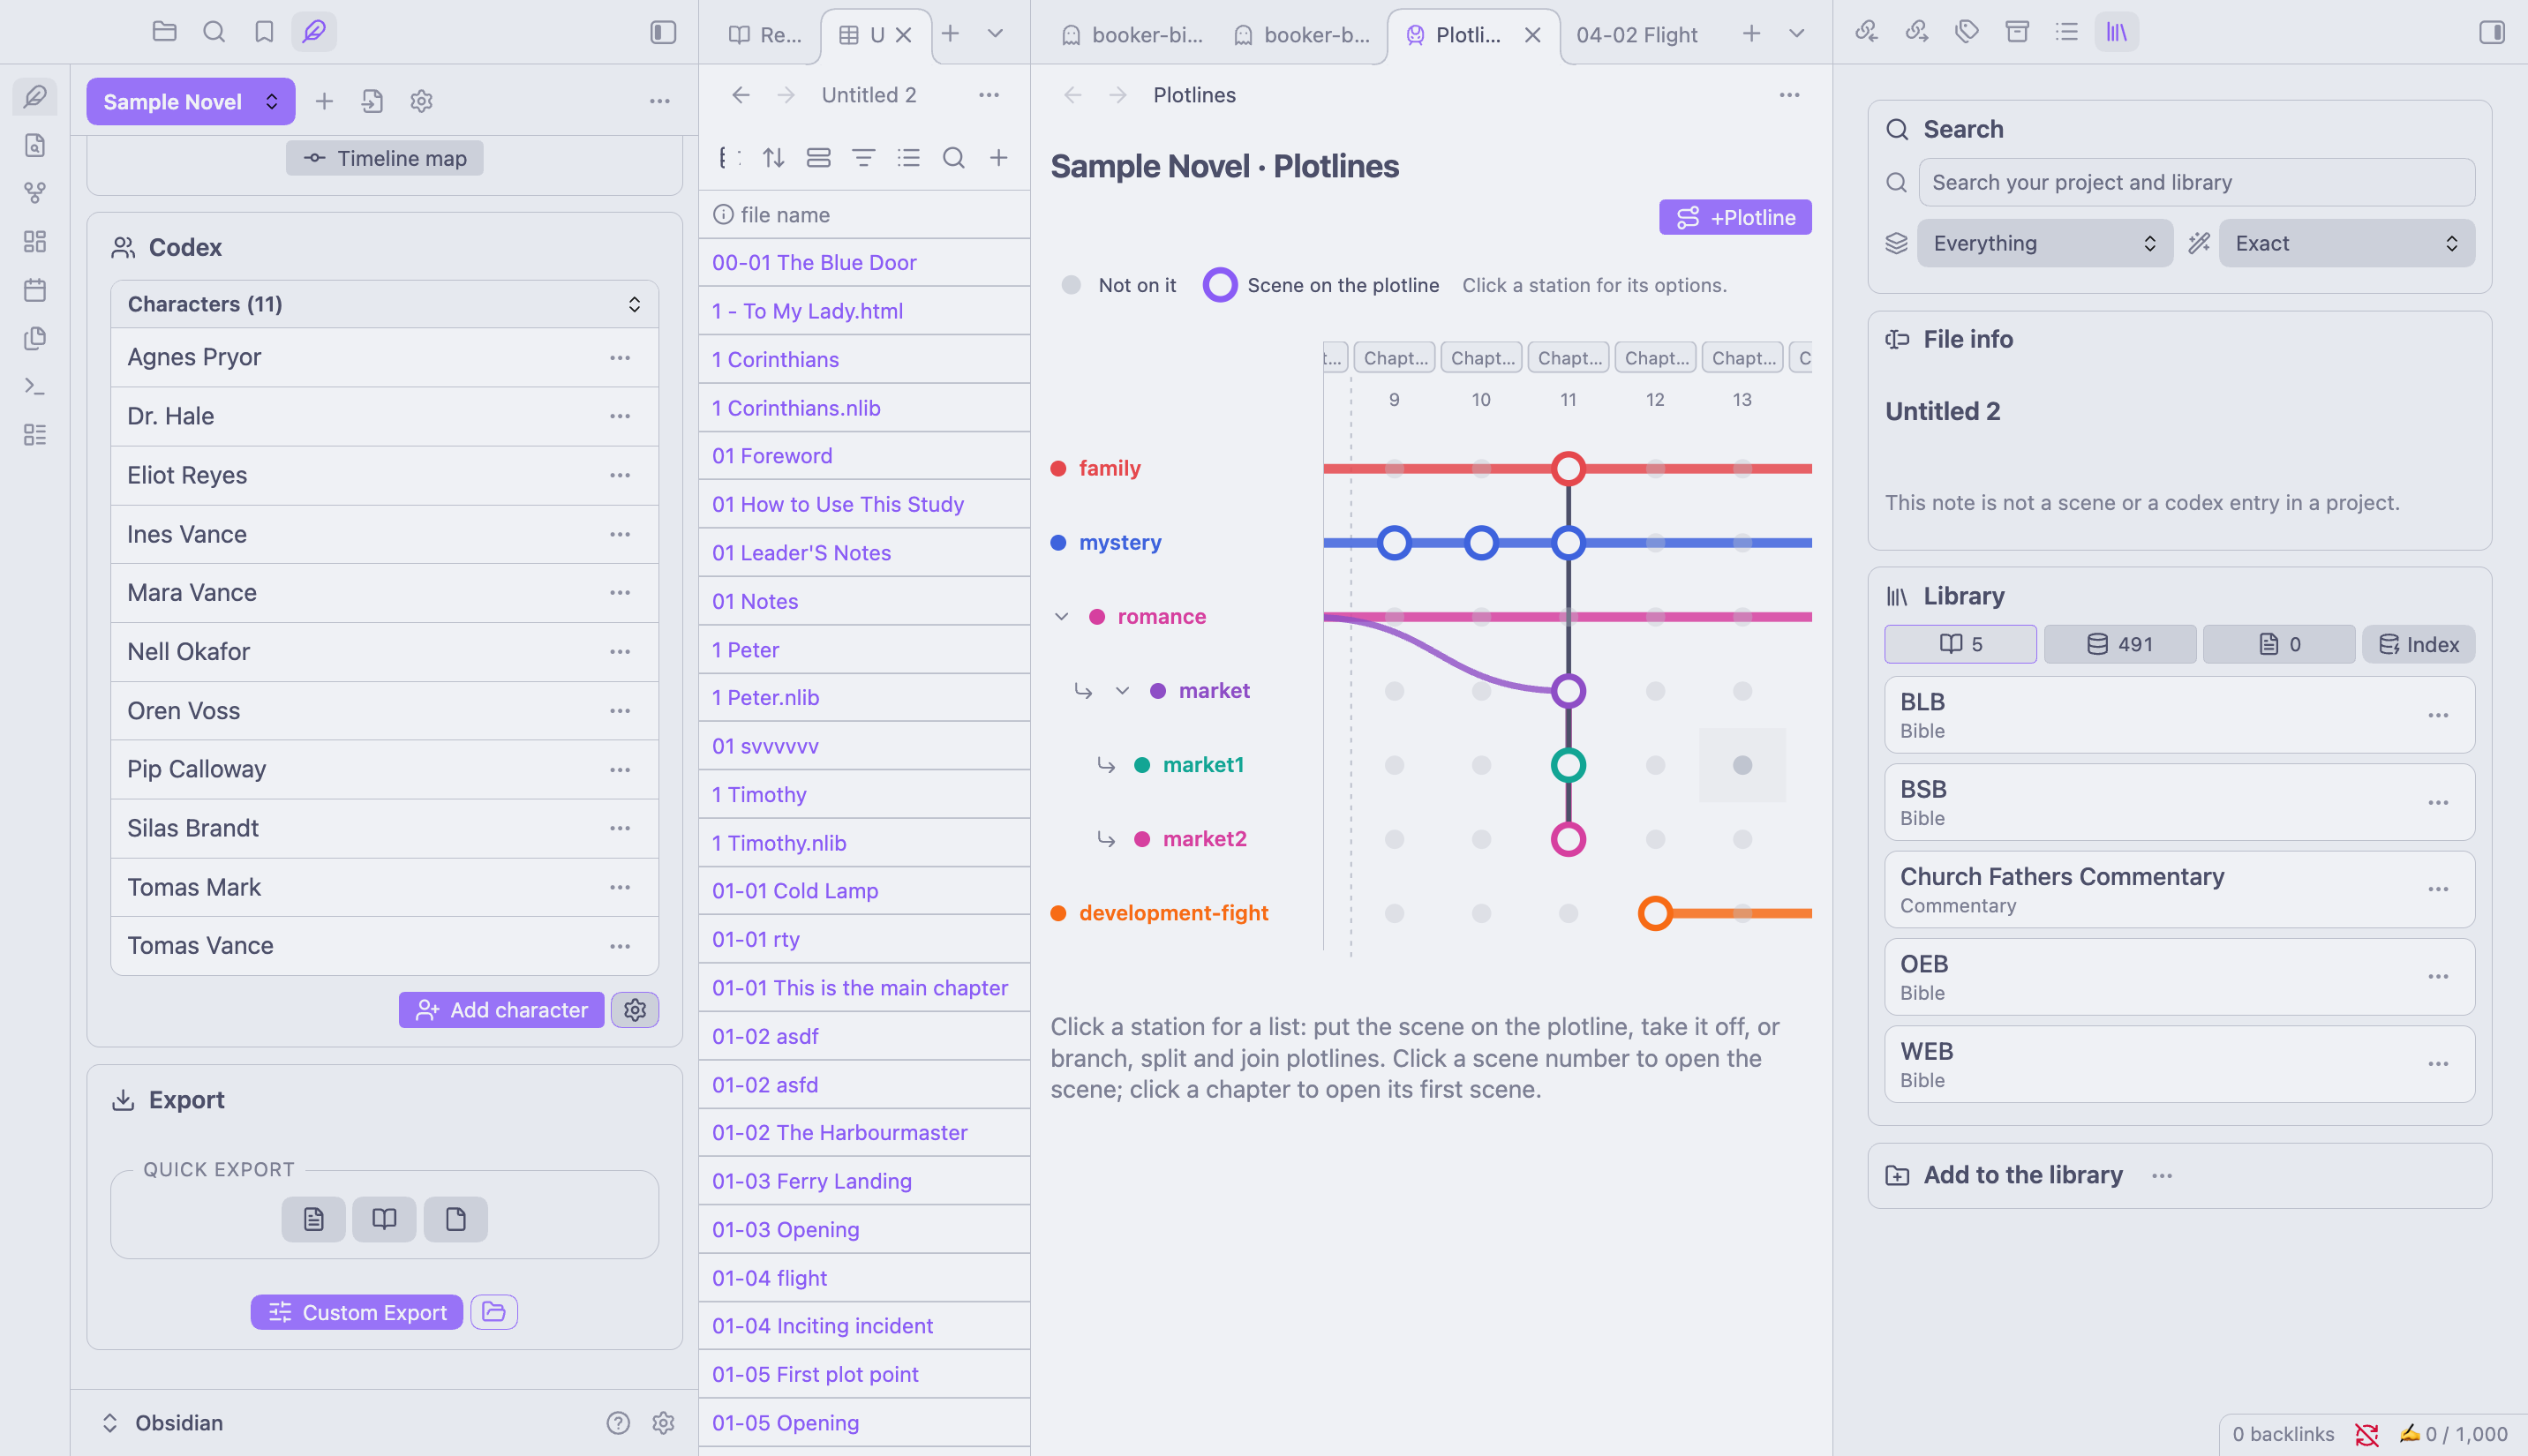 Re...
U
booker-bi...
booker-b...
Plotli...
04-02 Flight
Sample Novel
Timeline map
Codex
Characters (11)
Agnes Pryor
Dr. Hale
Eliot Reyes
Ines Vance
Mara Vance
Nell Okafor
Oren Voss
Pip Calloway
Silas Brandt
Tomas Mark
Tomas Vance
Add character
Export
QUICK EXPORT
Custom Export
Obsidian
Untitled 2
file name
00-01 The Blue Door
1 - To My Lady.html
1 Corinthians
1 Corinthians.nlib
01 Foreword
01 How to Use This Study
01 Leader'S Notes
01 Notes
1 Peter
1 Peter.nlib
01 svvvvvv
1 Timothy
1 Timothy.nlib
01-01 Cold Lamp
01-01 rty
01-01 This is the main chapter
01-02 asdf
01-02 asfd
01-02 The Harbourmaster
01-03 Ferry Landing
01-03 Opening
01-04 flight
01-04 Inciting incident
01-05 First plot point
01-05 Opening
Plotlines
Sample Novel · Plotlines
+Plotline
Not on it
Scene on the plotline
Click a station for its options.
t... Chapt... Chapt... Chapt... Chapt... Chapt... C
9 10 11 12 13
family
mystery
romance
market
market1
market2
development-fight
Click a station for a list: put the scene on the plotline, take it off, or
branch, split and join plotlines. Click a scene number to open the
scene; click a chapter to open its first scene.
Search
Search your project and library
Everything
Exact
File info
Untitled 2
This note is not a scene or a codex entry in a project.
Library
5
491
0
Index
BLB
Bible
BSB
Bible
Church Fathers Commentary
Commentary
OEB
Bible
WEB
Bible
Add to the library
0 backlinks
0 / 1,000